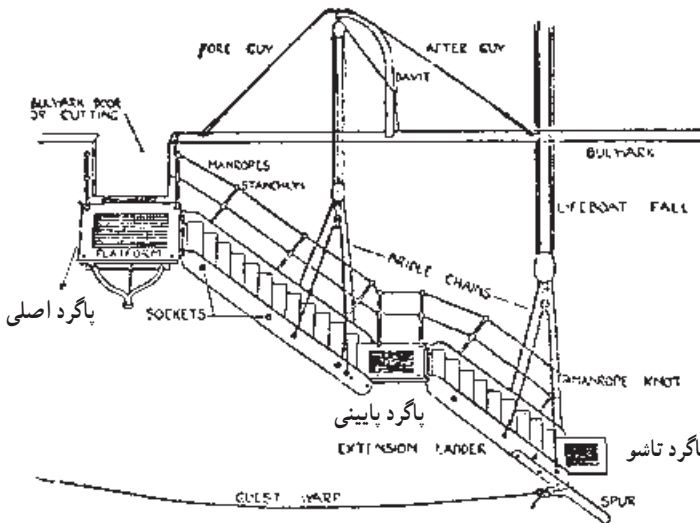 FORE GUY
AFTER GUY
DAVIT
BULWARK DOOR
OR CUTTING
BULWARK
MANROPES
STANCHION
LIFEBOAT FALL
PLATFORM
BRIDLE CHAINS
پاگرد اصلی
SOCKETS
MANROPE KNOT
پاگرد پایینی
EXTENSION LADDER
پاگرد تاشو
GUEST WARP
SPUR